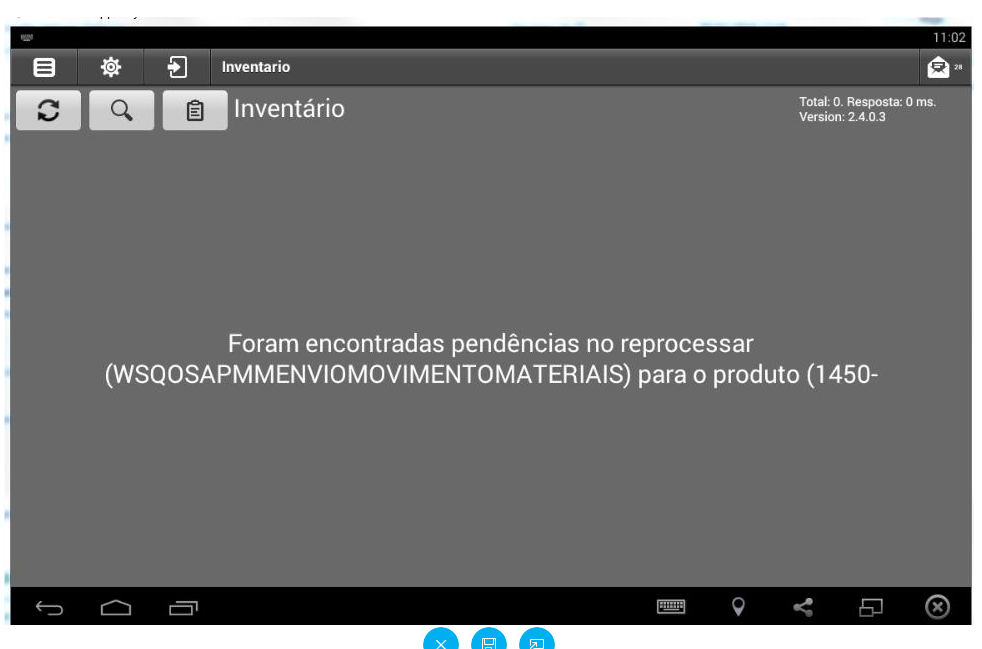 11:02
Inventario
28
Inventário
Total: 0. Resposta: 0 ms.
Version: 2.4.0.3
Foram encontradas pendências no reprocessar
(WSQOSAPMMENVIOMOVIMENTOMATERIAIS) para o produto (1450-